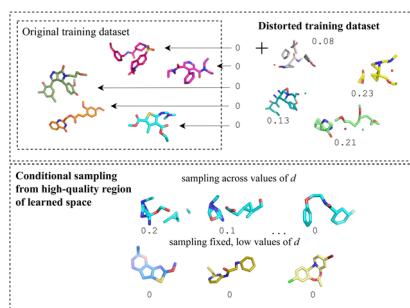 Original training dataset
Distorted training dataset
0
0.08
0
0
0.23
0
0.13
0
0.21
Conditional sampling
from high-quality region
of learned space
sampling across values of d
0.2 0.1 ... 0
sampling fixed, low values of d
0 0 0